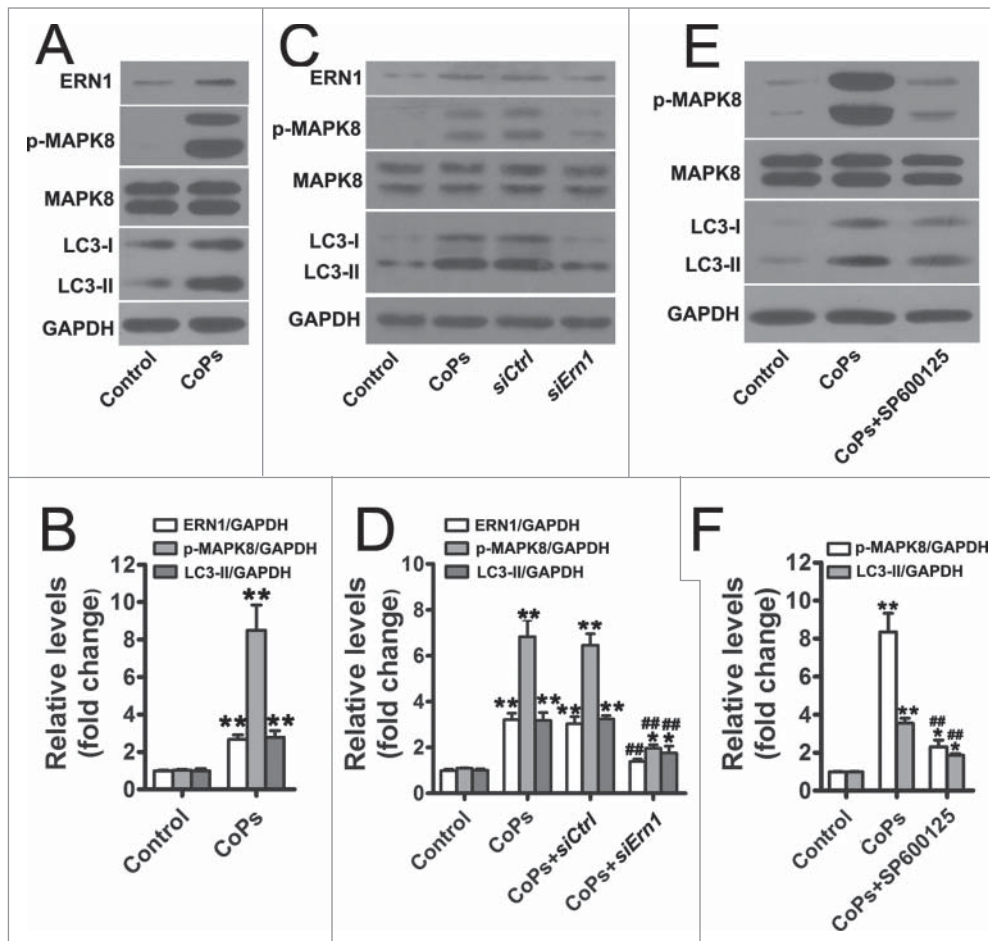 A
ERN1
p-MAPK8
MAPK8
LC3-I
LC3-II
GAPDH
Control
CoPs
C
ERN1
p-MAPK8
MAPK8
LC3-I
LC3-II
GAPDH
Control
CoPs
siCtrl
siErn1
E
p-MAPK8
MAPK8
LC3-I
LC3-II
GAPDH
Control
CoPs
CoPs+SP600125
B
ERN1/GAPDH
p-MAPK8/GAPDH
LC3-II/GAPDH
Relative levels
(fold change)
12
10
8
6
4
2
0
**
**
**
Control
CoPs
D
ERN1/GAPDH
p-MAPK8/GAPDH
LC3-II/GAPDH
Relative levels
(fold change)
10
8
6
4
2
0
**
**
**
**
**
**
##
##
*
##
*
Control
CoPs
CoPs+siCtrl
CoPs+siErn1
F
p-MAPK8/GAPDH
LC3-II/GAPDH
Relative levels
(fold change)
12
10
8
6
4
2
0
**
**
##
*
##
*
Control
CoPs
CoPs+SP600125